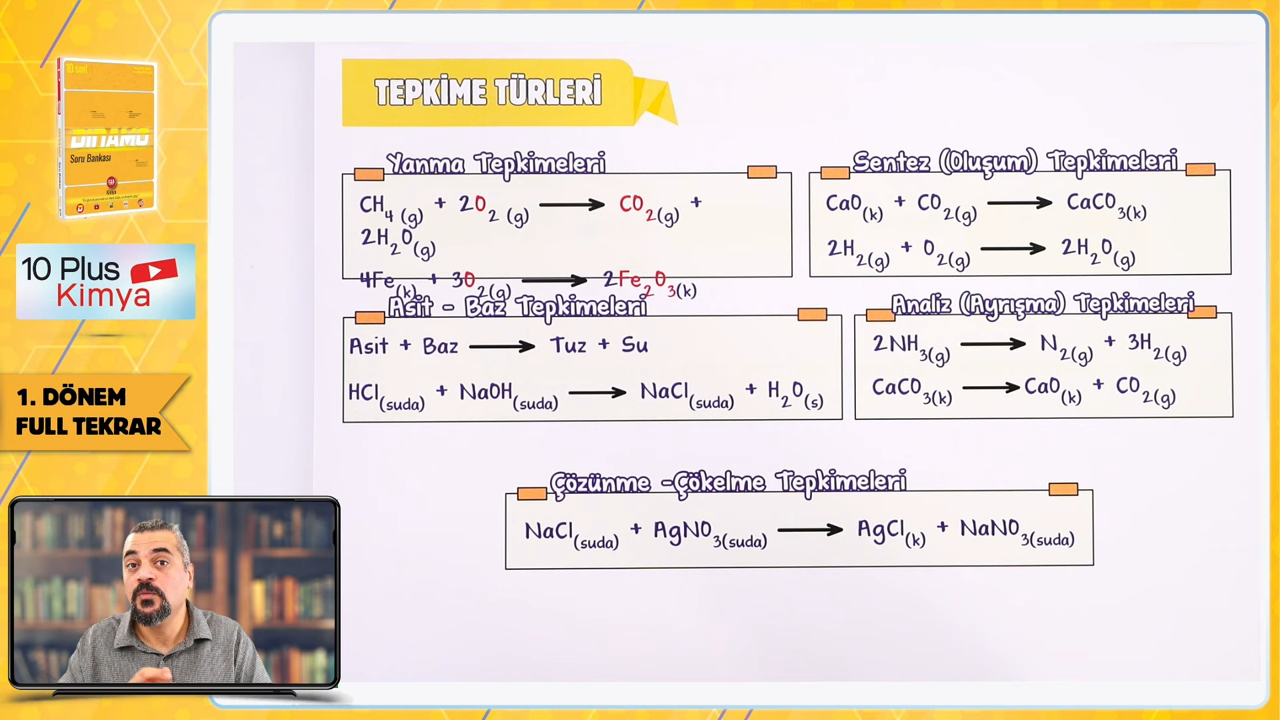 TEPKİME TÜRLERİ
Yanma Tepkimeleri
CH₄ (g) + 2O₂ (g) ⟶ CO₂(g) +
2H₂O(g)
4Fe(k) + 3O₂(g) ⟶ 2Fe₂O₃(k)
Sentez (Oluşum) Tepkimeleri
CaO(k) + CO₂(g) ⟶ CaCO₃(k)
2H₂(g) + O₂(g) ⟶ 2H₂O(g)
Asit - Baz Tepkimeleri
Asit + Baz ⟶ Tuz + Su
HCl(suda) + NaOH(suda) ⟶ NaCl(suda) + H₂O(s)
Analiz (Ayrışma) Tepkimeleri
2NH₃(g) ⟶ N₂(g) + 3H₂(g)
CaCO₃(k) ⟶ CaO(k) + CO₂(g)
Çözünme -Çökelme Tepkimeleri
NaCl(suda) + AgNO₃(suda) ⟶ AgCl(k) + NaNO₃(suda)
10.sınıf
DİNAMO
Soru Bankası
Kimya
10 Plus
Kimya
1. DÖNEM
FULL TEKRAR